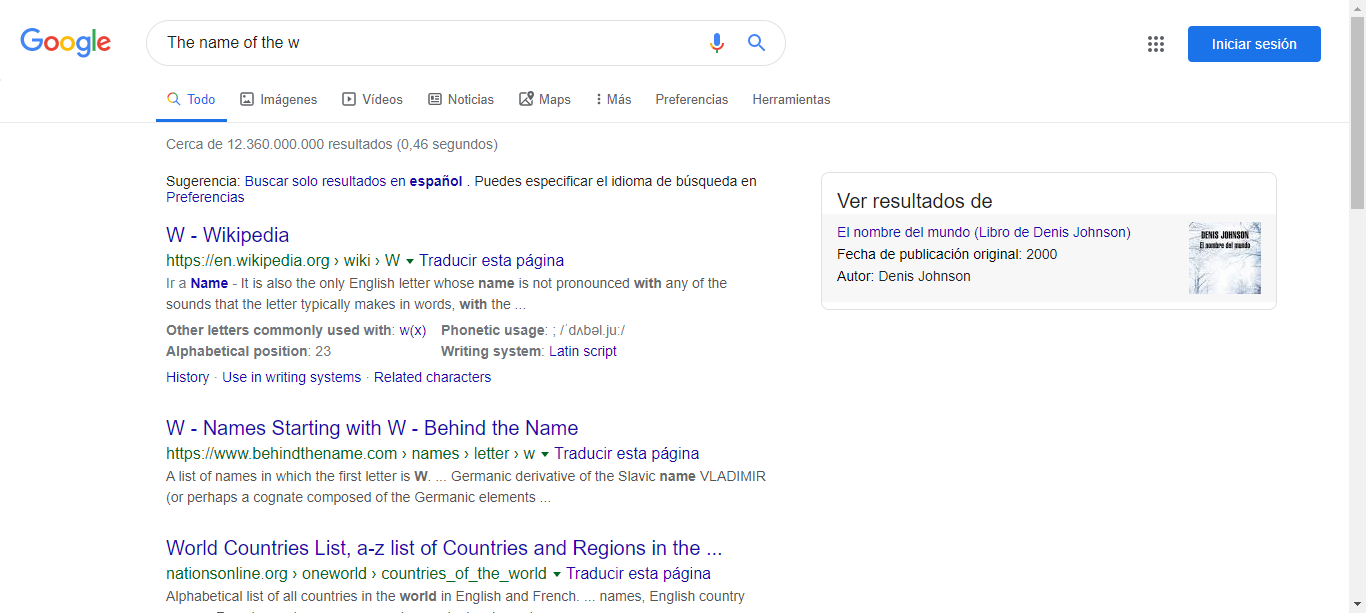 Google
The name of the w
Iniciar sesión
Todo
Imágenes
Vídeos
Noticias
Maps
Más
Preferencias
Herramientas
Cerca de 12.360.000.000 resultados (0,46 segundos)
Sugerencia: Buscar solo resultados en español . Puedes especificar el idioma de búsqueda en
Preferencias
W - Wikipedia
https://en.wikipedia.org › wiki › W Traducir esta página
Ir a Name - It is also the only English letter whose name is not pronounced with any of the
sounds that the letter typically makes in words, with the ...
Other letters commonly used with: w(x) Phonetic usage: ; /ˈdʌbəl.juː/
Alphabetical position: 23 Writing system: Latin script
History · Use in writing systems · Related characters
W - Names Starting with W - Behind the Name
https://www.behindthename.com › names › letter › w Traducir esta página
A list of names in which the first letter is W. ... Germanic derivative of the Slavic name VLADIMIR
(or perhaps a cognate composed of the Germanic elements ...
World Countries List, a-z list of Countries and Regions in the ...
nationsonline.org › oneworld › countries_of_the_world Traducir esta página
Alphabetical list of all countries in the world in English and French. ... names, English country
Ver resultados de
El nombre del mundo (Libro de Denis Johnson)
Fecha de publicación original: 2000
Autor: Denis Johnson
DENIS JOHNSON
El nombre del mundo